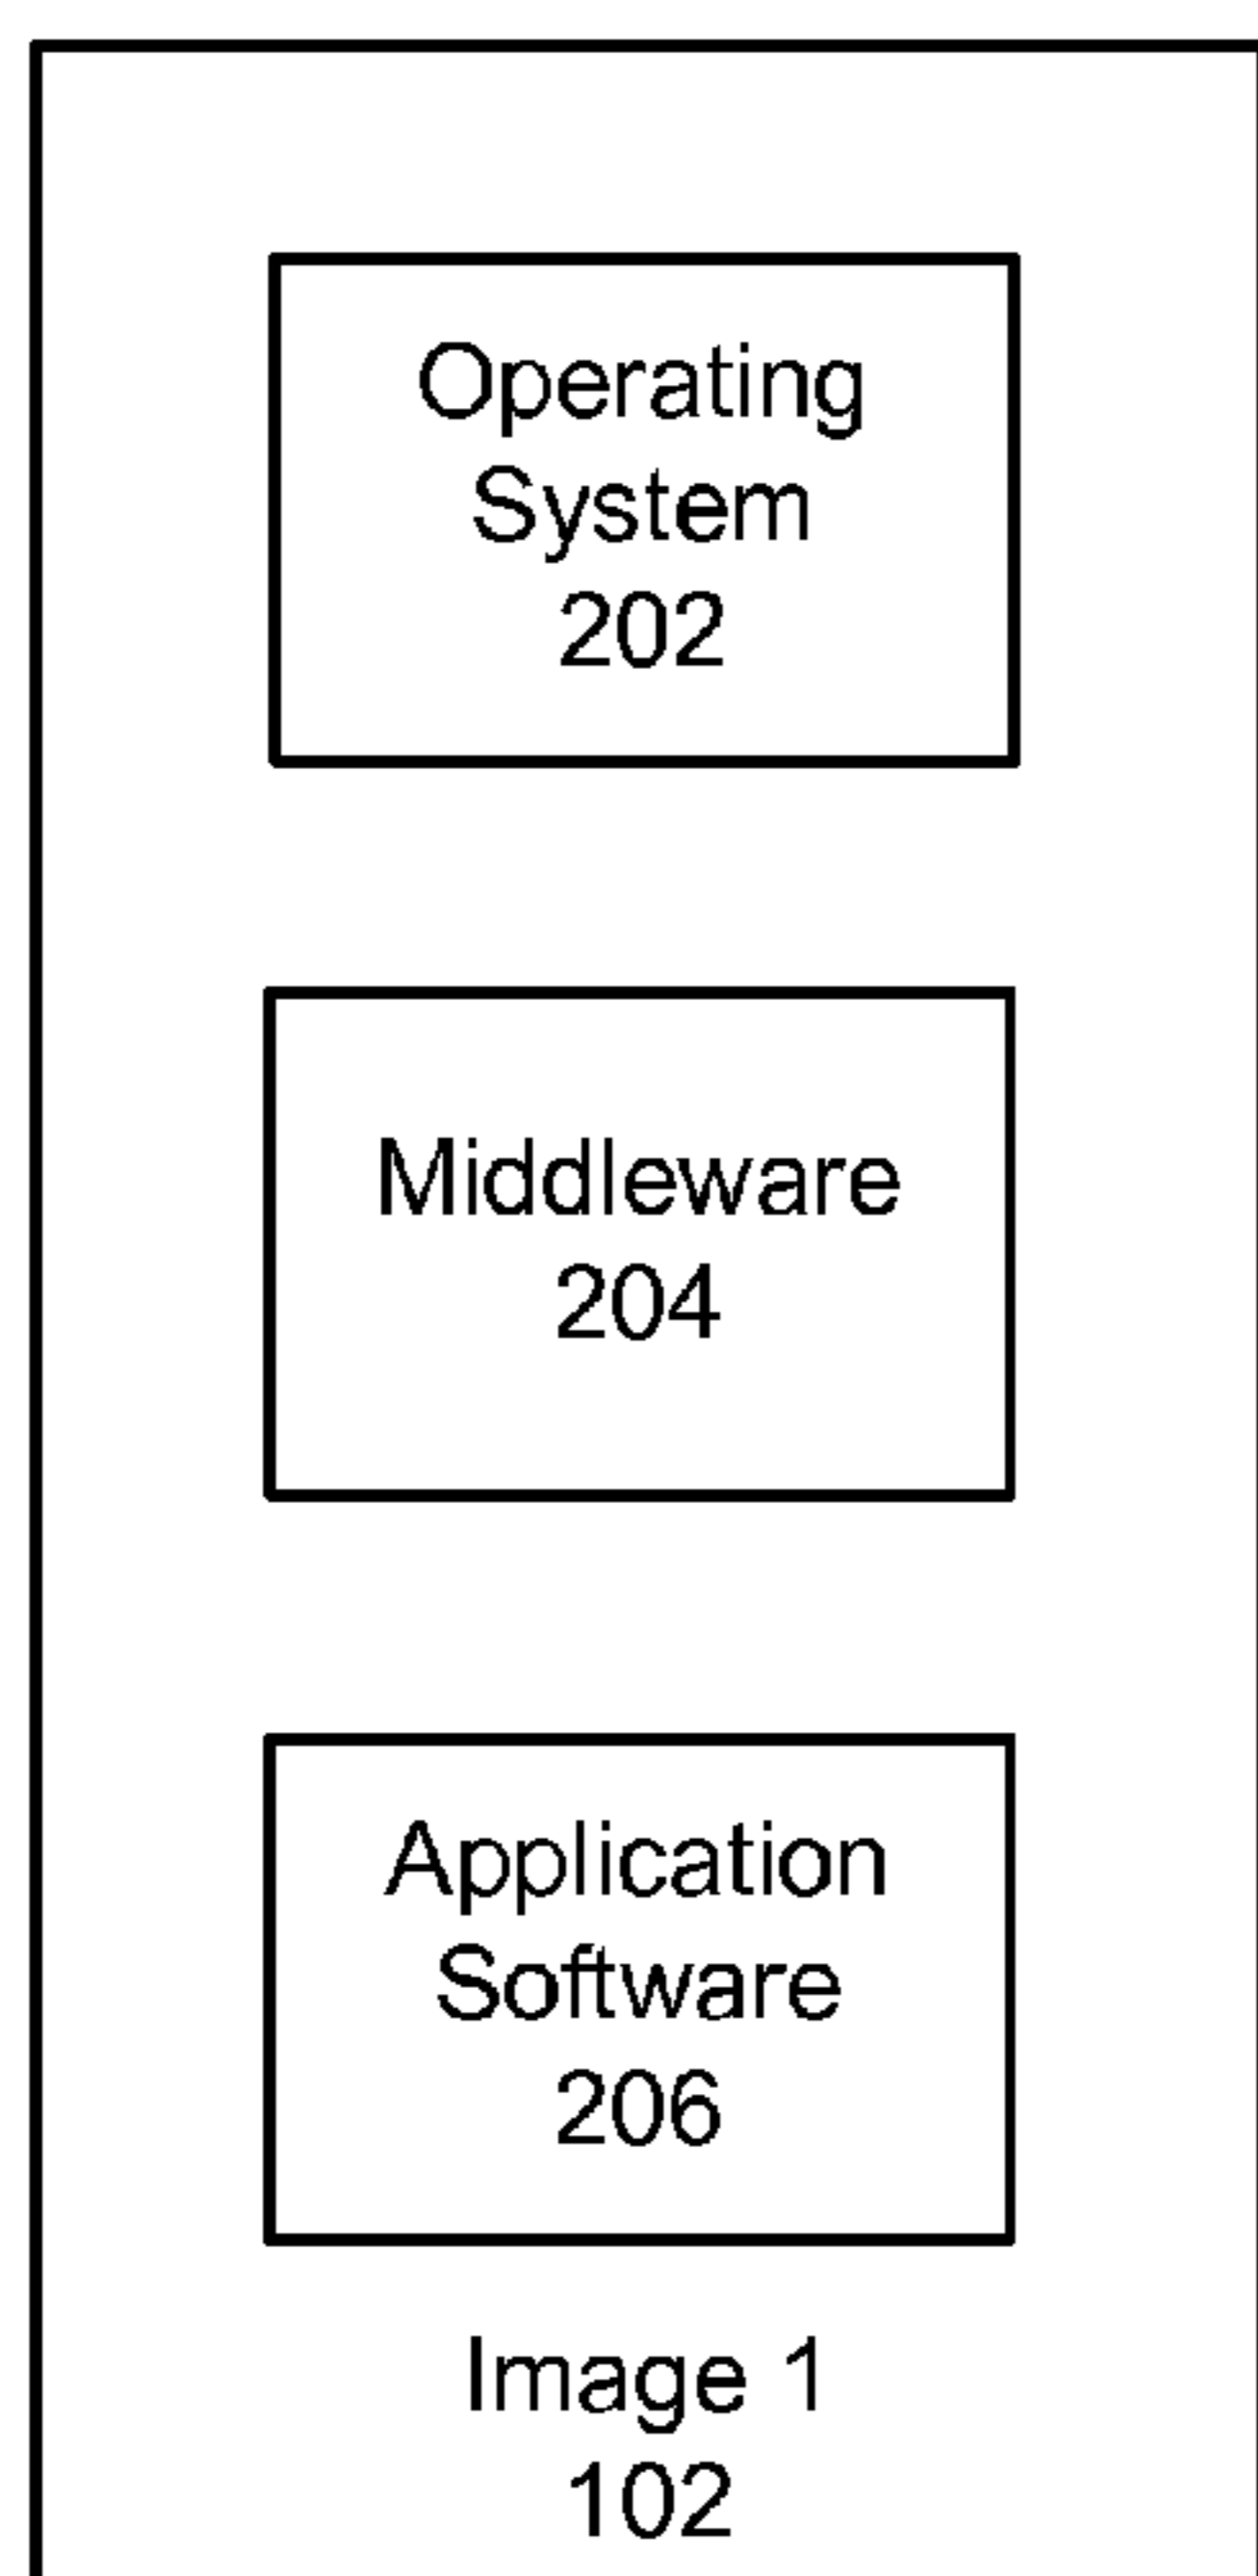 Operating
System
202
Middleware
204
Application
Software
206
Image 1
102